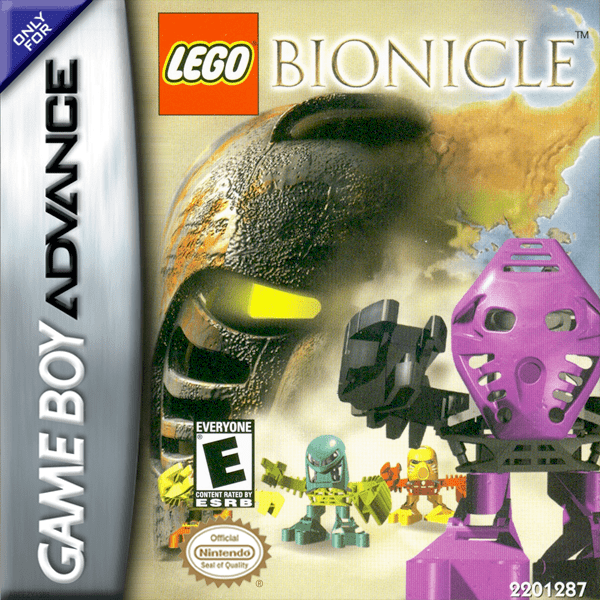 ONLY
FOR
GAME BOY ADVANCE
LEGO
BIONICLE™
EVERYONE
E
®
CONTENT RATED BY
ESRB
Official
Nintendo
Seal of Quality
®
2201287